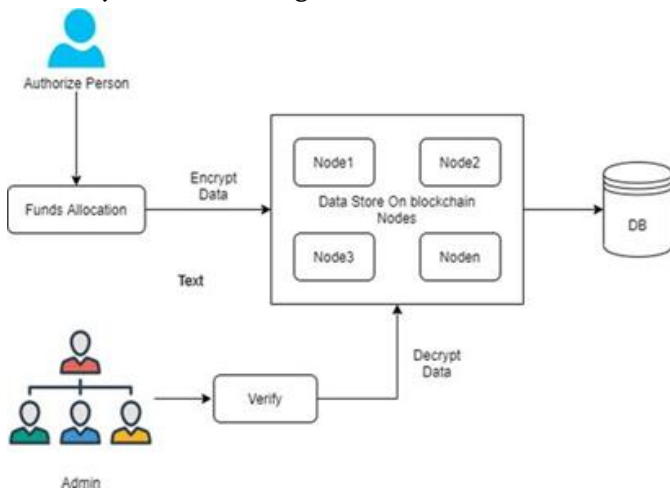 Authorize Person
Funds Allocation
Encrypt
Data
Node1
Node2
Data Store On blockchain
Nodes
Node3
Noden
DB
Text
Decrypt
Data
Verify
Admin